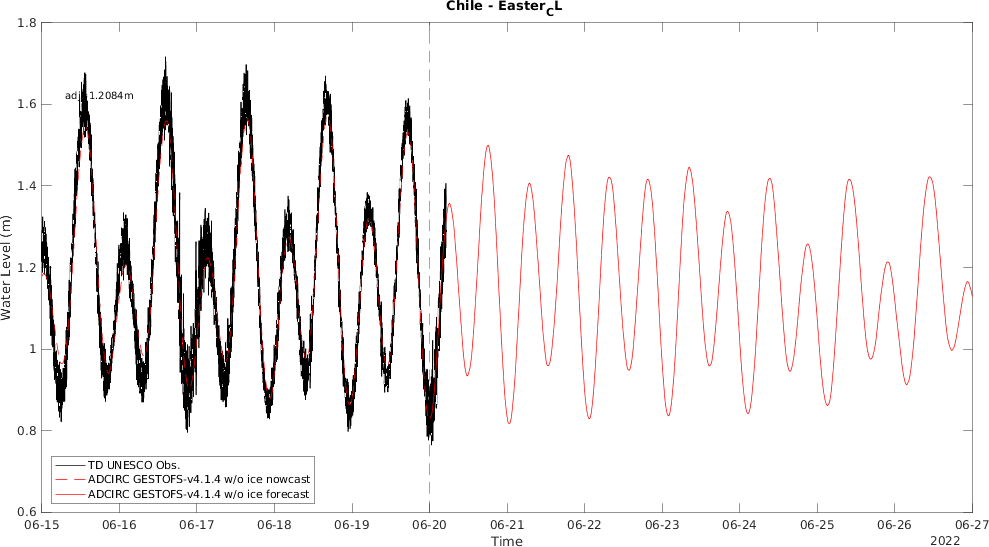 Chile - Easter_CL
1.8
adj 1.2084m
1.6
1.4
1.2
1
0.8
0.6
Water Level (m)
TD UNESCO Obs.
ADCIRC GESTOFS-v4.1.4 w/o ice nowcast
ADCIRC GESTOFS-v4.1.4 w/o ice forecast
06-15 06-16 06-17 06-18 06-19 06-20 06-21 06-22 06-23 06-24 06-25 06-26 06-27
Time
2022